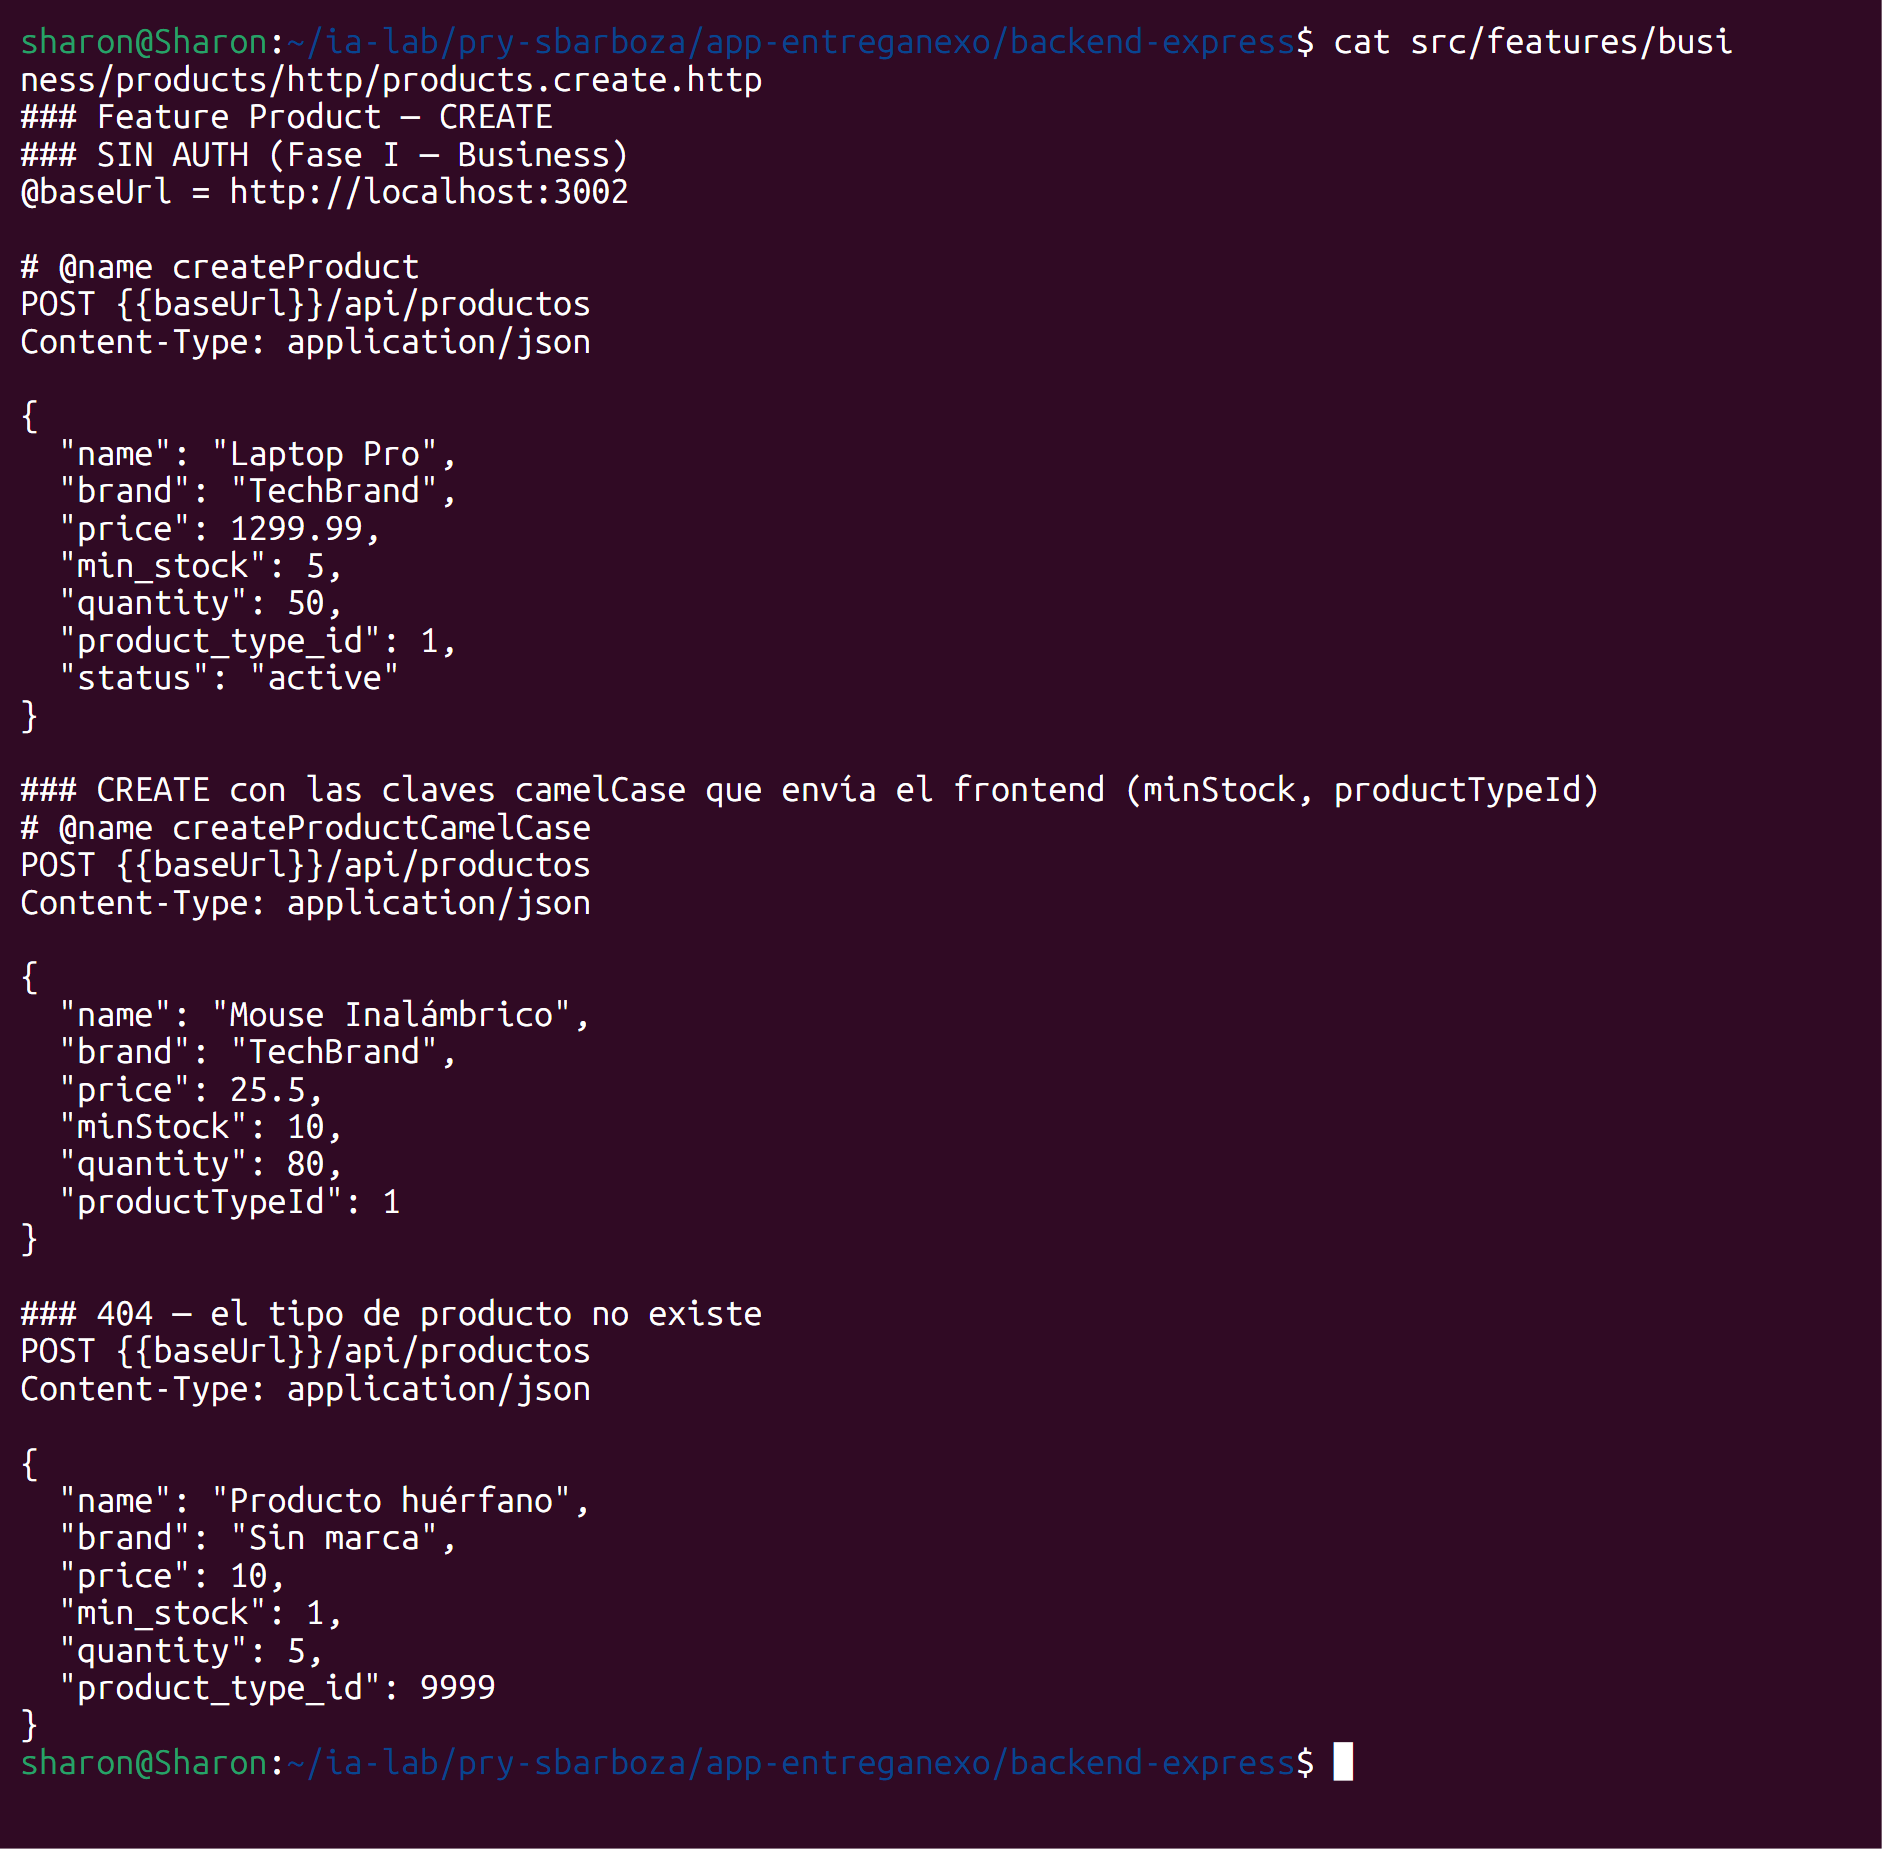 sharon@Sharon:~/ia-lab/pry-sbarboza/app-entreganexo/backend-express$ cat src/features/busi
ness/products/http/products.create.http
### Feature Product — CREATE
### SIN AUTH (Fase I — Business)
@baseUrl = http://localhost:3002

# @name createProduct
POST {{baseUrl}}/api/productos
Content-Type: application/json

{
  "name": "Laptop Pro",
  "brand": "TechBrand",
  "price": 1299.99,
  "min_stock": 5,
  "quantity": 50,
  "product_type_id": 1,
  "status": "active"
}

### CREATE con las claves camelCase que envía el frontend (minStock, productTypeId)
# @name createProductCamelCase
POST {{baseUrl}}/api/productos
Content-Type: application/json

{
  "name": "Mouse Inalámbrico",
  "brand": "TechBrand",
  "price": 25.5,
  "minStock": 10,
  "quantity": 80,
  "productTypeId": 1
}

### 404 — el tipo de producto no existe
POST {{baseUrl}}/api/productos
Content-Type: application/json

{
  "name": "Producto huérfano",
  "brand": "Sin marca",
  "price": 10,
  "min_stock": 1,
  "quantity": 5,
  "product_type_id": 9999
}
sharon@Sharon:~/ia-lab/pry-sbarboza/app-entreganexo/backend-express$